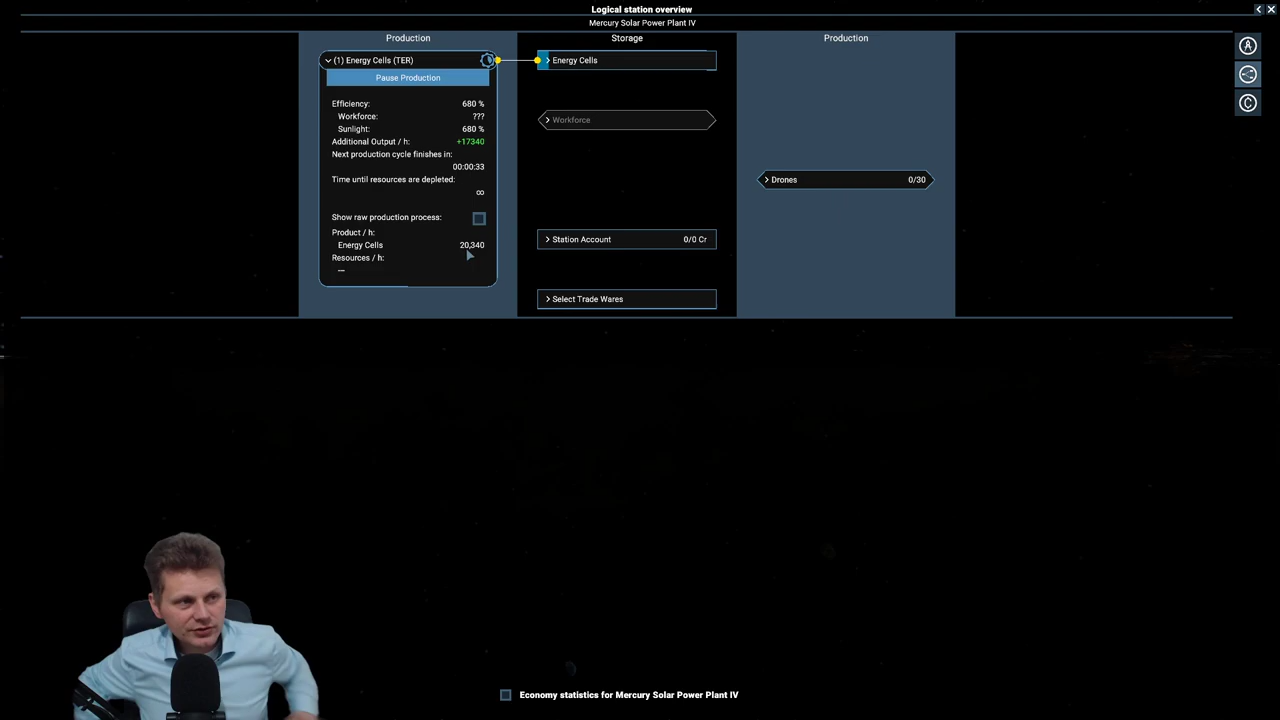 Logical station overview
Mercury Solar Power Plant IV
Production
Storage
Production
(1) Energy Cells (TER)
Pause Production
Efficiency: 680 %
Workforce: ???
Sunlight: 680 %
Additional Output / h: +17340
Next production cycle finishes in:
00:00:33
Time until resources are depleted:
∞
Show raw production process:
Product / h:
Energy Cells 20,340
Resources / h:
---
Energy Cells
Workforce
Station Account 0/0 Cr
Select Trade Wares
Drones 0/30
Economy statistics for Mercury Solar Power Plant IV